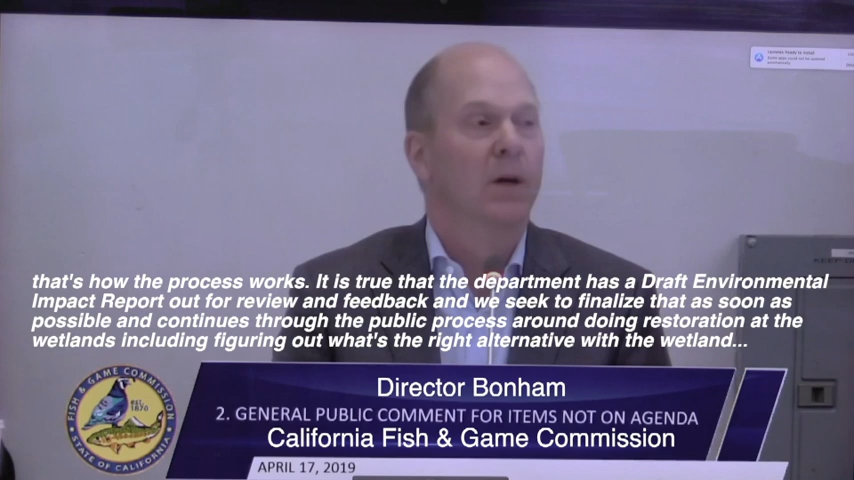 that's how the process works. It is true that the department has a Draft Environmental
Impact Report out for review and feedback and we seek to finalize that as soon as
possible and continues through the public process around doing restoration at the
wetlands including figuring out what's the right alternative with the wetland...
Director Bonham
2. GENERAL PUBLIC COMMENT FOR ITEMS NOT ON AGENDA
California Fish & Game Commission
APRIL 17, 2019
FISH & GAME COMMISSION
est.
1870
STATE OF CALIFORNIA